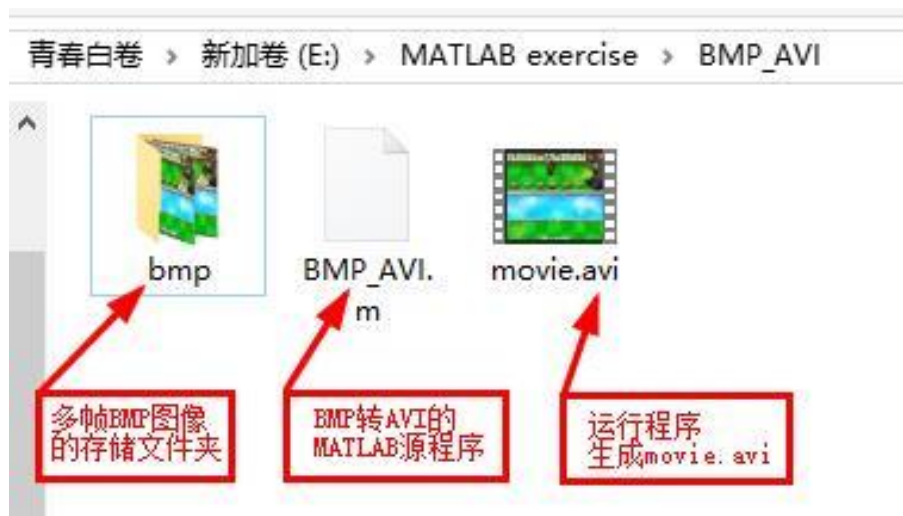 青春白卷 › 新加卷 (E:) › MATLAB exercise › BMP_AVI
bmp
BMP_AVI.
m
movie.avi
多帧BMP图像
的存储文件夹
BMP转AVI的
MATLAB源程序
运行程序
生成movie.avi